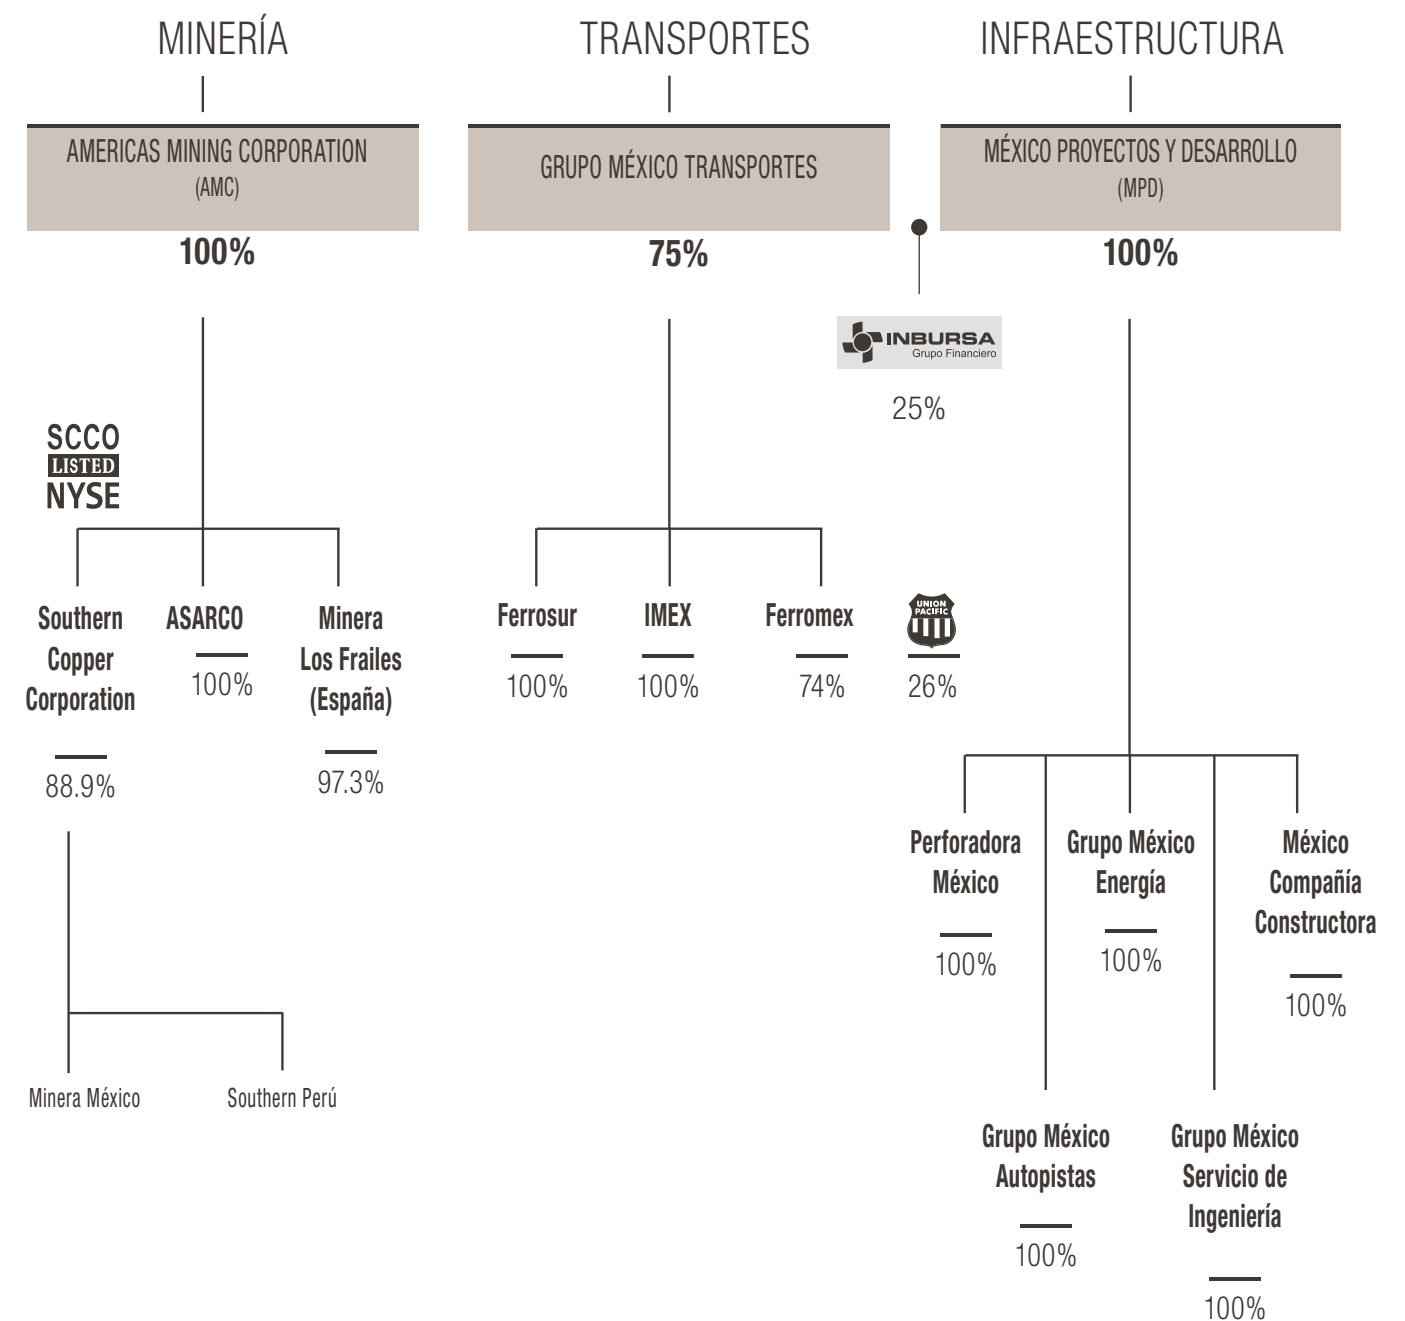 MINERÍA
AMERICAS MINING CORPORATION
(AMC)
100%
SCCO
LISTED
NYSE
Southern
Copper
Corporation
88.9%
ASARCO
100%
Minera
Los Frailes
(España)
97.3%
Minera México
Southern Perú
TRANSPORTES
GRUPO MÉXICO TRANSPORTES
75%
INBURSA
Grupo Financiero
25%
Ferrosur
100%
IMEX
100%
Ferromex
74%
UNION
PACIFIC
26%
INFRAESTRUCTURA
MÉXICO PROYECTOS Y DESARROLLO
(MPD)
100%
Perforadora
México
100%
Grupo México
Energía
100%
México
Compañía
Constructora
100%
Grupo México
Autopistas
100%
Grupo México
Servicio de
Ingeniería
100%